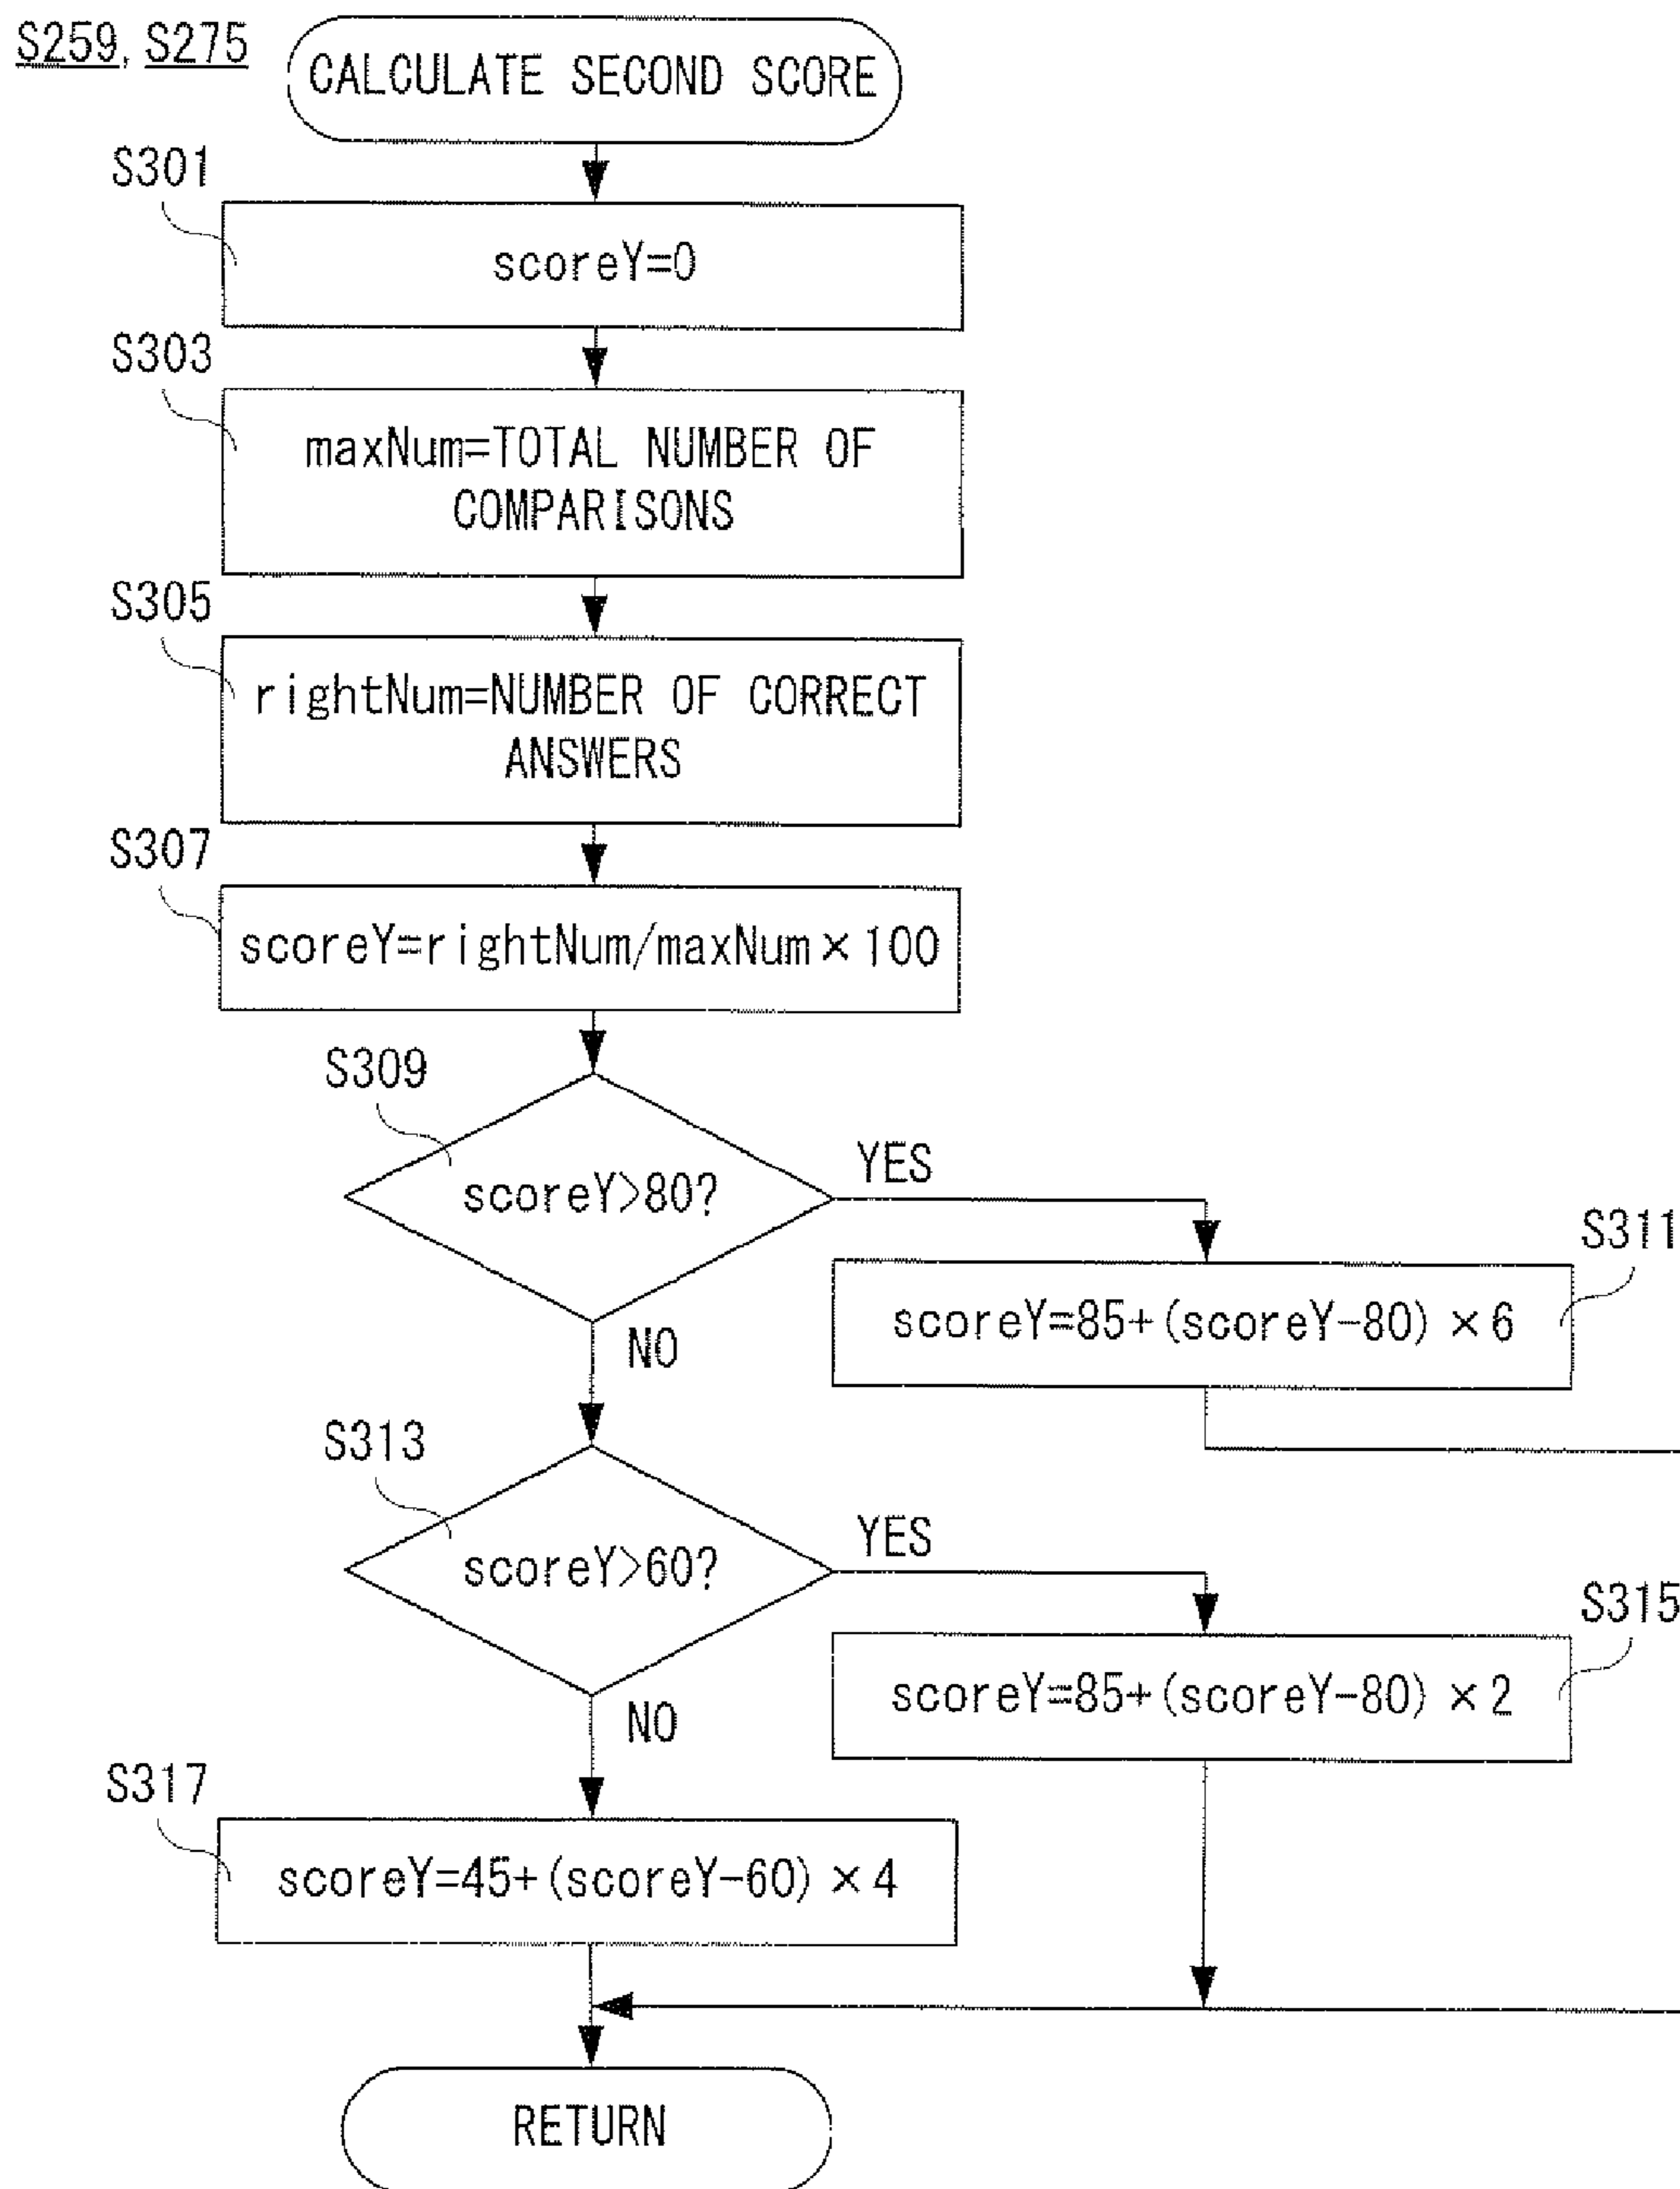 S259, S275
CALCULATE SECOND SCORE
S301
scoreY=0
S303
maxNum=TOTAL NUMBER OF
COMPARISONS
S305
rightNum=NUMBER OF CORRECT
ANSWERS
S307
scoreY=rightNum/maxNum×100
S309
scoreY>80?
YES
S311
scoreY=85+(scoreY-80)×6
NO
S313
scoreY>60?
YES
S315
scoreY=85+(scoreY-80)×2
NO
S317
scoreY=45+(scoreY-60)×4
RETURN